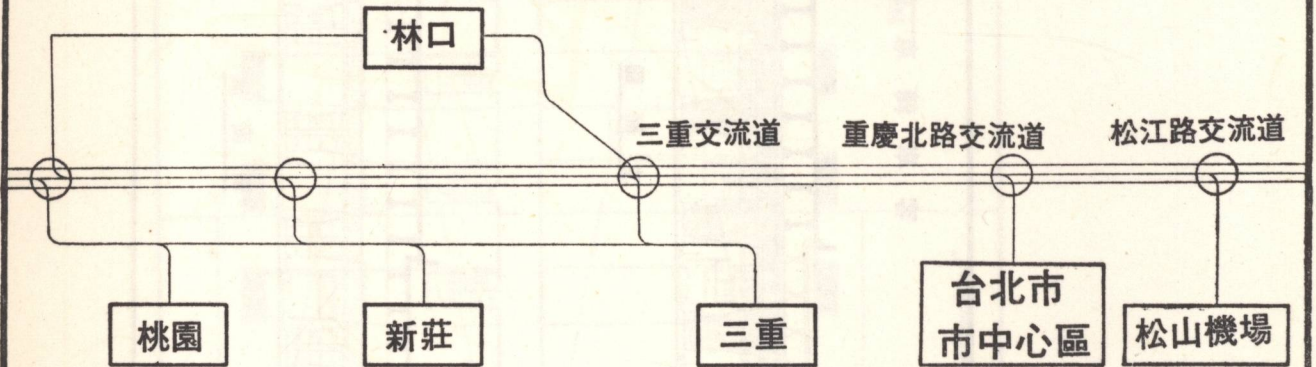 林口
三重交流道
重慶北路交流道
松江路交流道
桃園
新莊
三重
台北市
市中心區
松山機場